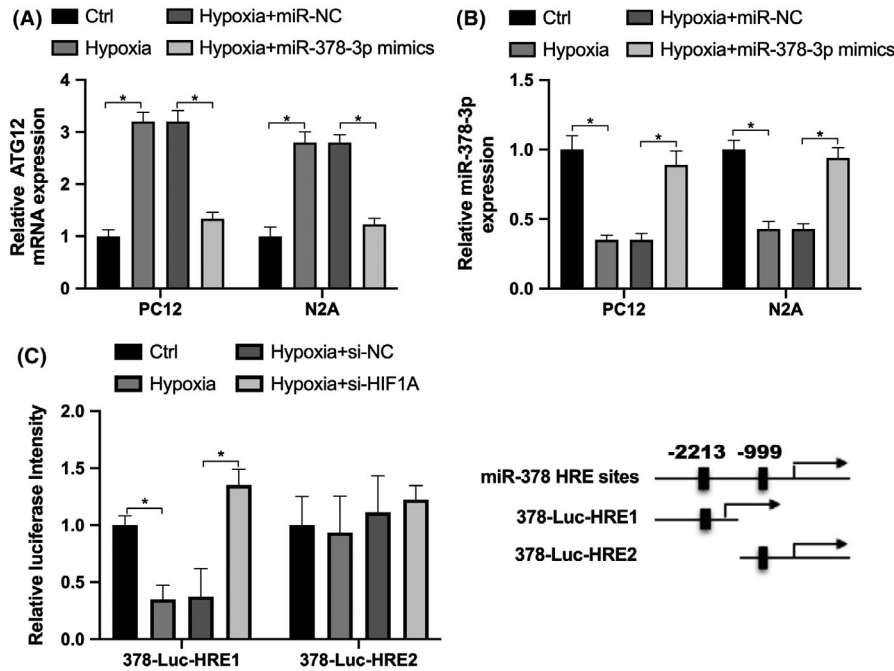 (A)
Ctrl
Hypoxia+miR-NC
Hypoxia
Hypoxia+miR-378-3p mimics
Relative ATG12
mRNA expression
4
3
2
1
0
*
*
*
*
PC12
N2A
(B)
Ctrl
Hypoxia+miR-NC
Hypoxia
Hypoxia+miR-378-3p mimics
Relative miR-378-3p
expression
1.5
1.0
0.5
0.0
*
*
*
*
PC12
N2A
(C)
Ctrl
Hypoxia+si-NC
Hypoxia
Hypoxia+si-HIF1A
Relative luciferase Intensity
2.0
1.5
1.0
0.5
0.0
*
*
378-Luc-HRE1
378-Luc-HRE2
-2213
-999
miR-378 HRE sites
378-Luc-HRE1
378-Luc-HRE2